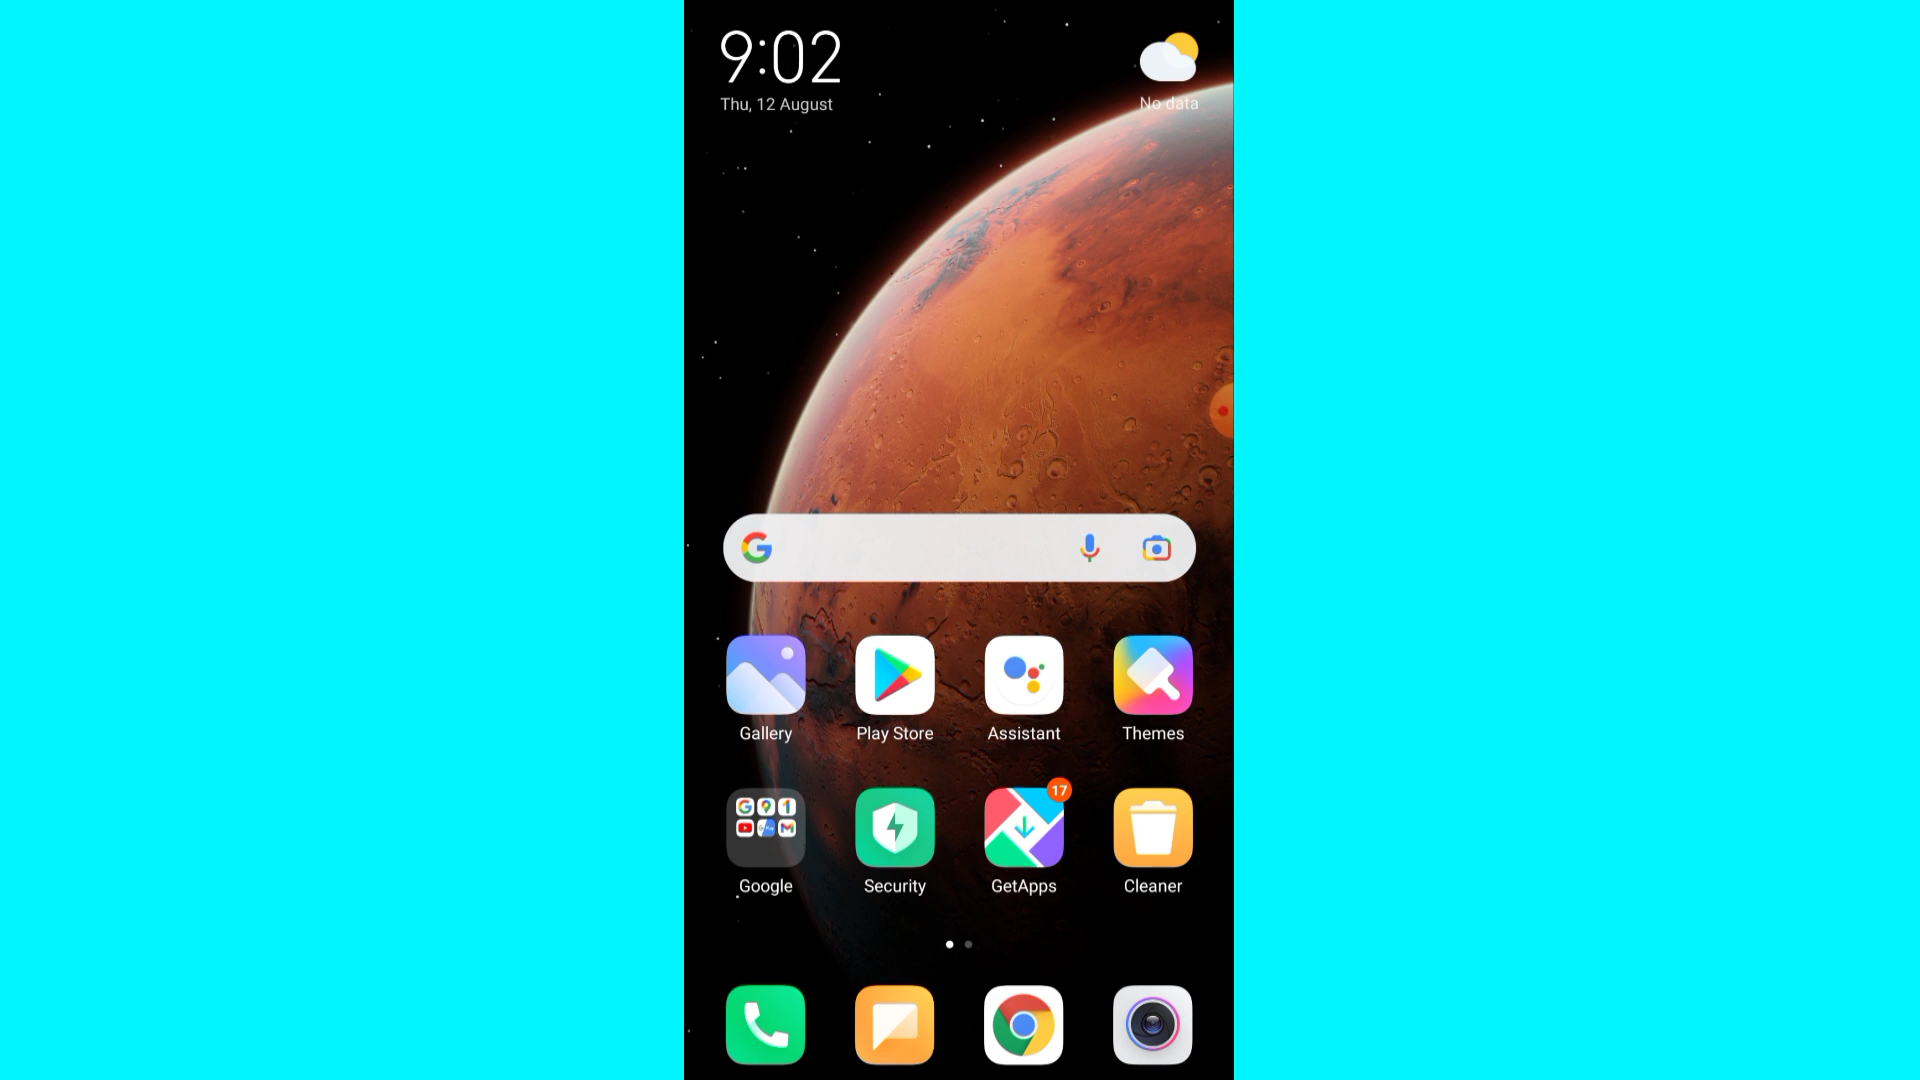 9:02
Thu, 12 August
No data
Gallery
Play Store
Assistant
Themes
17
Google
Security
GetApps
Cleaner